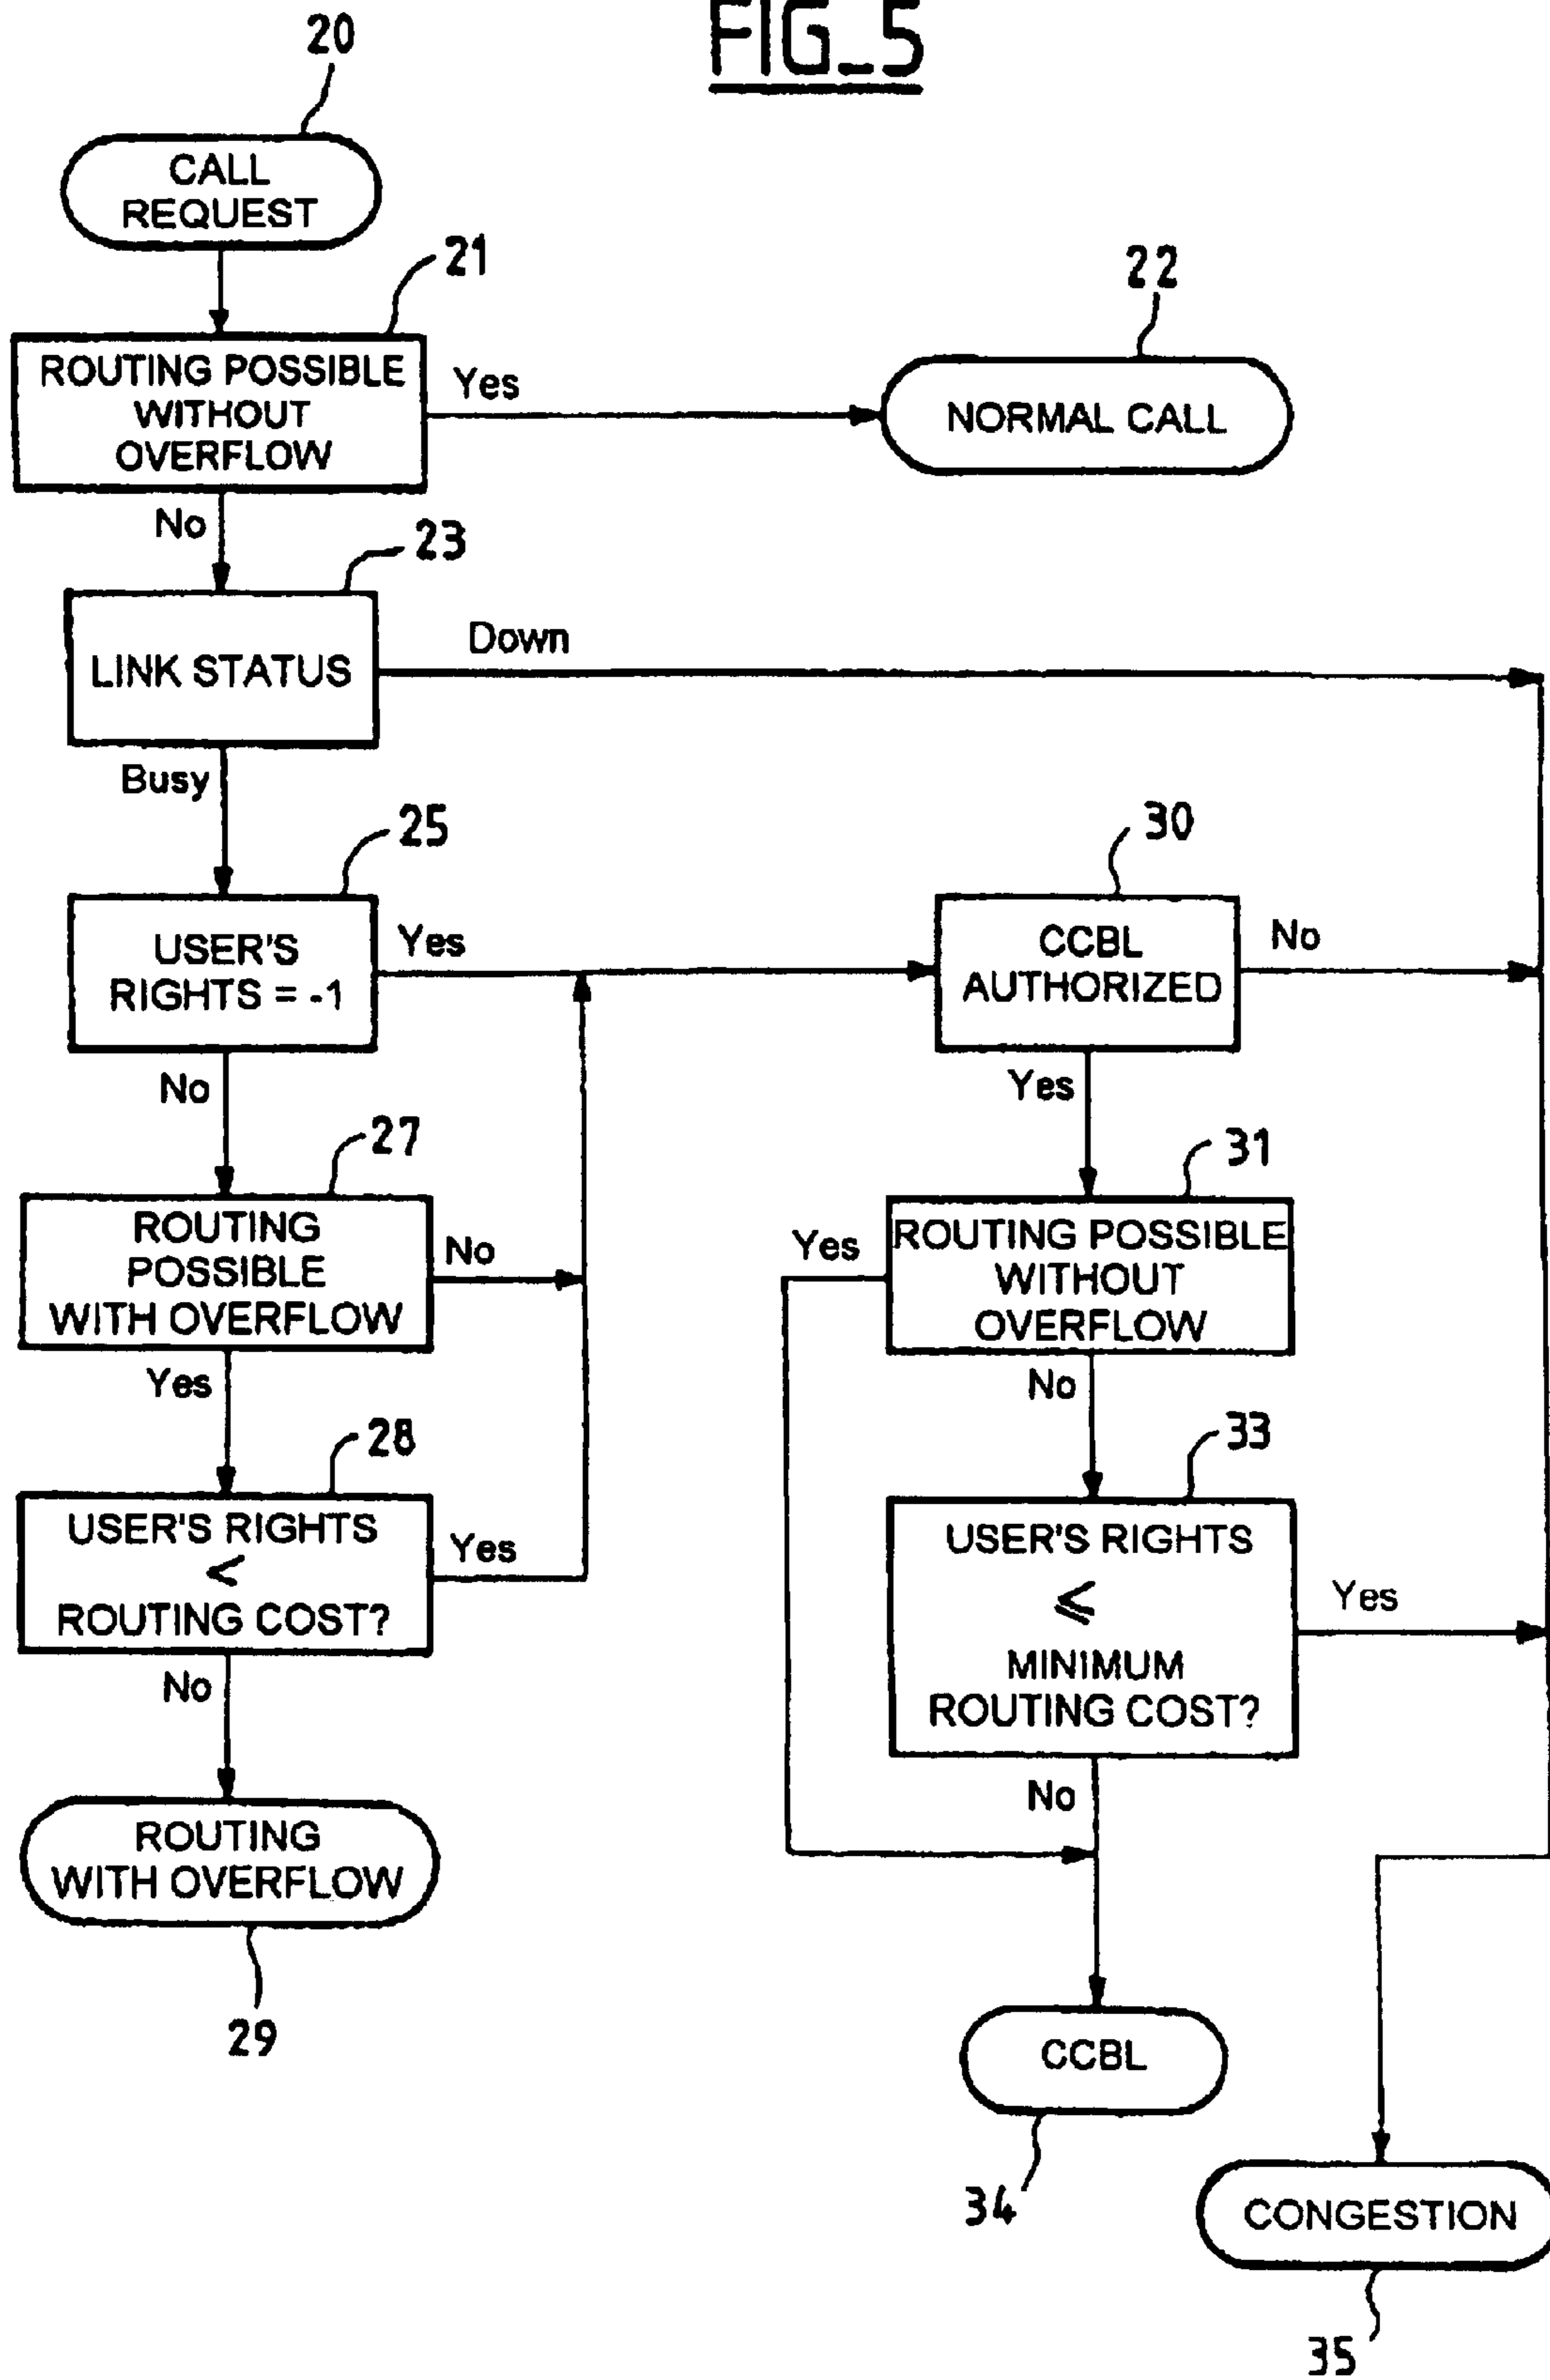 FIG_5
20
CALL
REQUEST
21
ROUTING POSSIBLE
WITHOUT
OVERFLOW
Yes
22
NORMAL CALL
No
23
LINK STATUS
Down
Busy
25
USER'S
RIGHTS = -1
Yes
30
CCBL
AUTHORIZED
No
No
Yes
27
ROUTING
POSSIBLE
WITH OVERFLOW
No
31
Yes
ROUTING POSSIBLE
WITHOUT
OVERFLOW
Yes
No
28
USER'S RIGHTS
<
ROUTING COST?
Yes
33
USER'S RIGHTS
⩽
MINIMUM
ROUTING COST?
Yes
No
No
ROUTING
WITH OVERFLOW
29
CCBL
34
CONGESTION
35